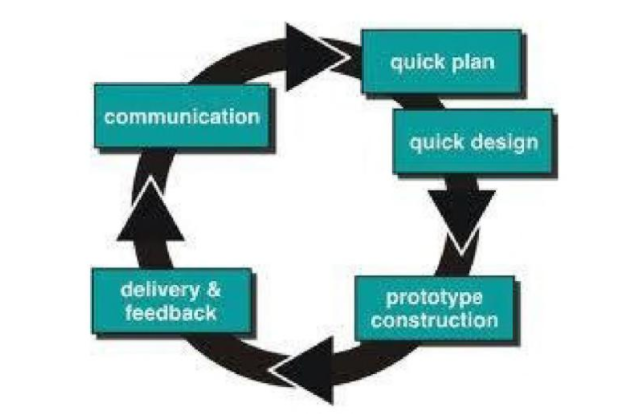 quick plan
communication
quick design
delivery &
feedback
prototype
construction